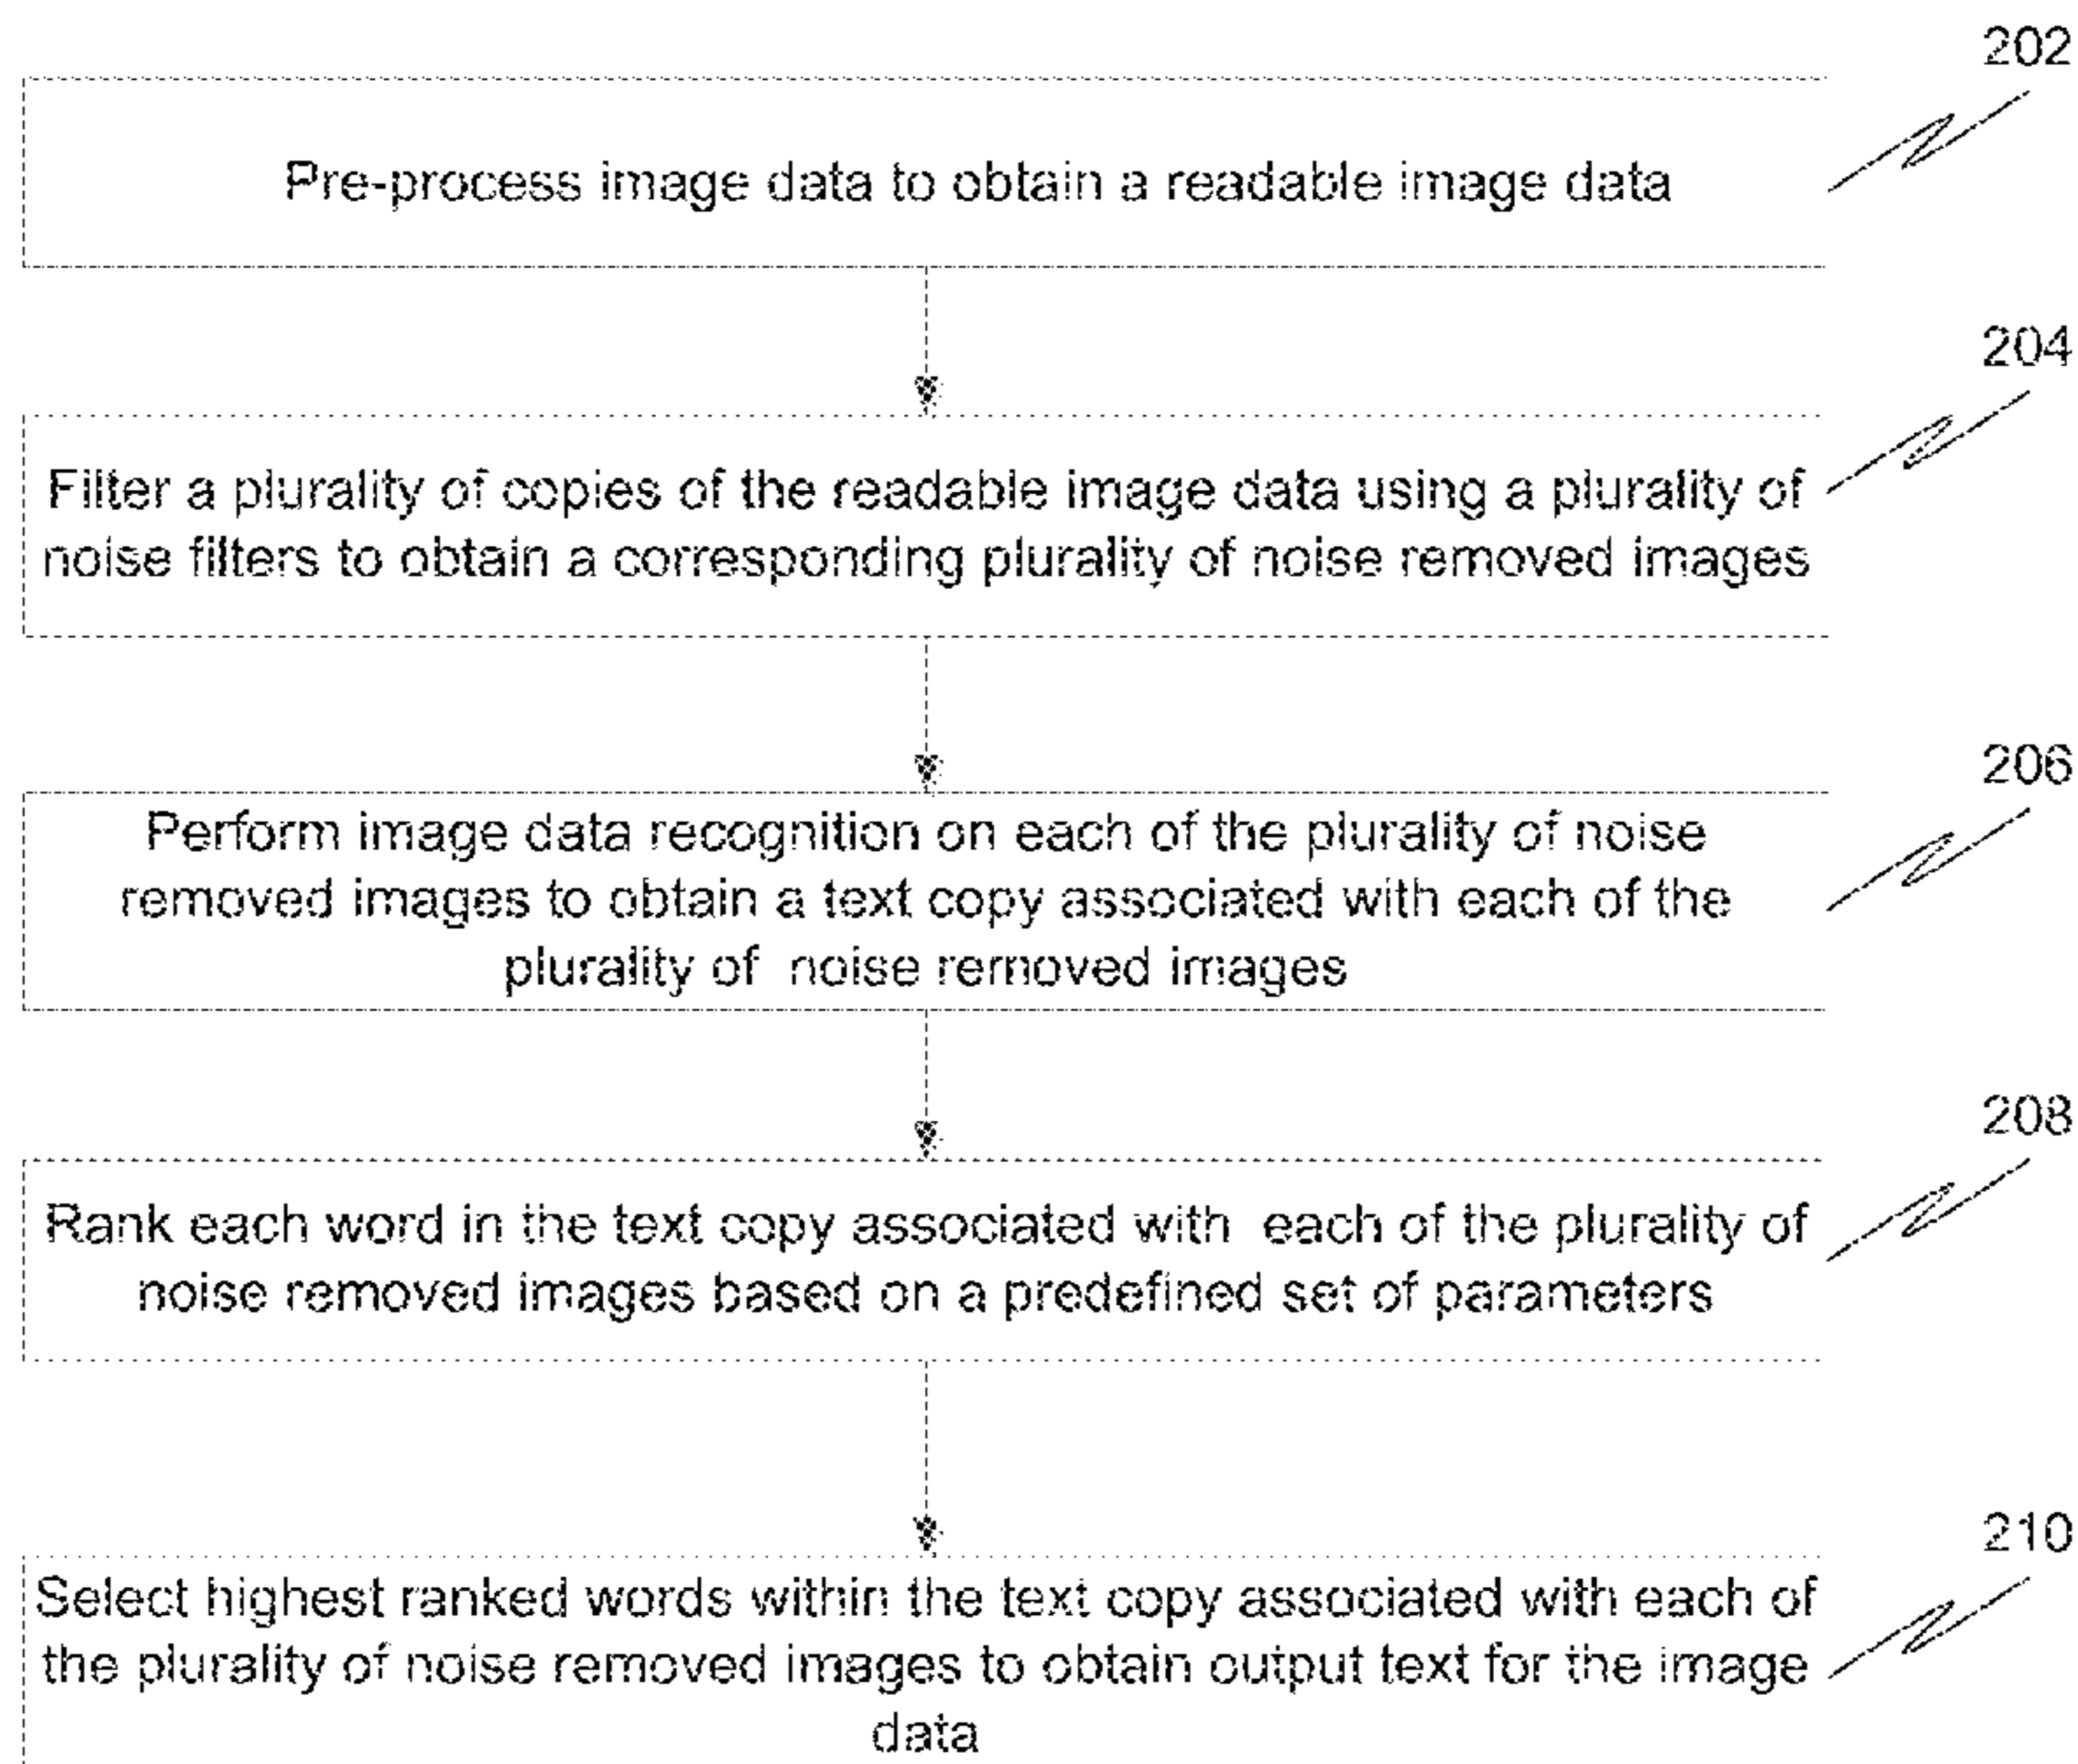 202
Pre-process image data to obtain a readable image data
204
Filter a plurality of copies of the readable image data using a plurality of
noise filters to obtain a corresponding plurality of noise removed images
206
Perform image data recognition on each of the plurality of noise
removed images to obtain a text copy associated with each of the
plurality of noise removed images
208
Rank each word in the text copy associated with each of the plurality of
noise removed images based on a predefined set of parameters
210
Select highest ranked words within the text copy associated with each of
the plurality of noise removed images to obtain output text for the image
data